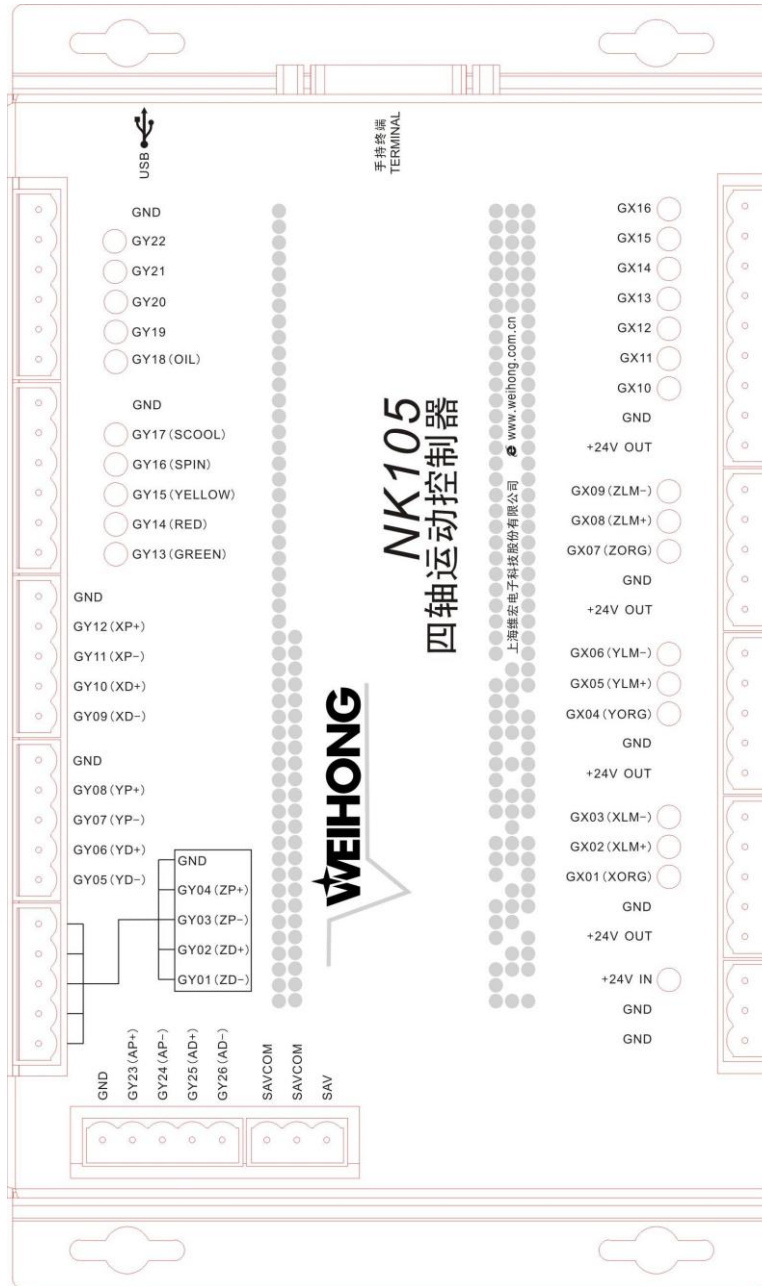 USB
手持终端
TERMINAL
GND
GY22
GY21
GY20
GY19
GY18(OIL)
GND
GY17(SCOOL)
GY16(SPIN)
GY15(YELLOW)
GY14(RED)
GY13(GREEN)
GND
GY12(XP+)
GY11(XP-)
GY10(XD+)
GY09(XD-)
GND
GY08(YP+)
GY07(YP-)
GY06(YD+)
GY05(YD-)
GND
GY04(ZP+)
GY03(ZP-)
GY02(ZD+)
GY01(ZD-)
GND
GY23(AP+)
GY24(AP-)
GY25(AD+)
GY26(AD-)
SAVCOM
SAVCOM
SAV
WEIHONG
NK105
四轴运动控制器
上海维宏电子科技股份有限公司 www.weihong.com.cn
GX16
GX15
GX14
GX13
GX12
GX11
GX10
GND
+24V OUT
GX09(ZLM-)
GX08(ZLM+)
GX07(ZORG)
GND
+24V OUT
GX06(YLM-)
GX05(YLM+)
GX04(YORG)
GND
+24V OUT
GX03(XLM-)
GX02(XLM+)
GX01(XORG)
GND
+24V OUT
+24V IN
GND
GND